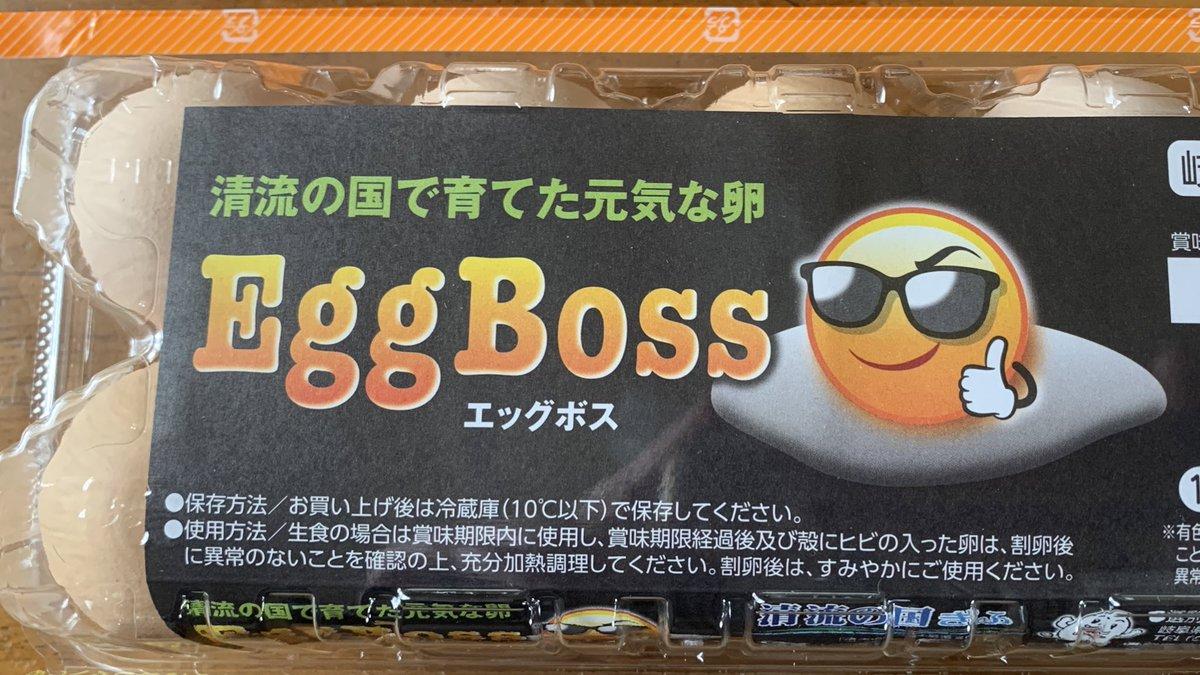 清流の国で育てた元気な卵
EggBoss
エッグボス
賞味
●保存方法／お買い上げ後は冷蔵庫(10℃以下)で保存してください。
●使用方法／生食の場合は賞味期限内に使用し、賞味期限経過後及び殻にヒビの入った卵は、割卵後
に異常のないことを確認の上、充分加熱調理してください。割卵後は、すみやかにご使用ください。
※有色
異常
清流の国で育てた元気な卵
清流の国ぎふ